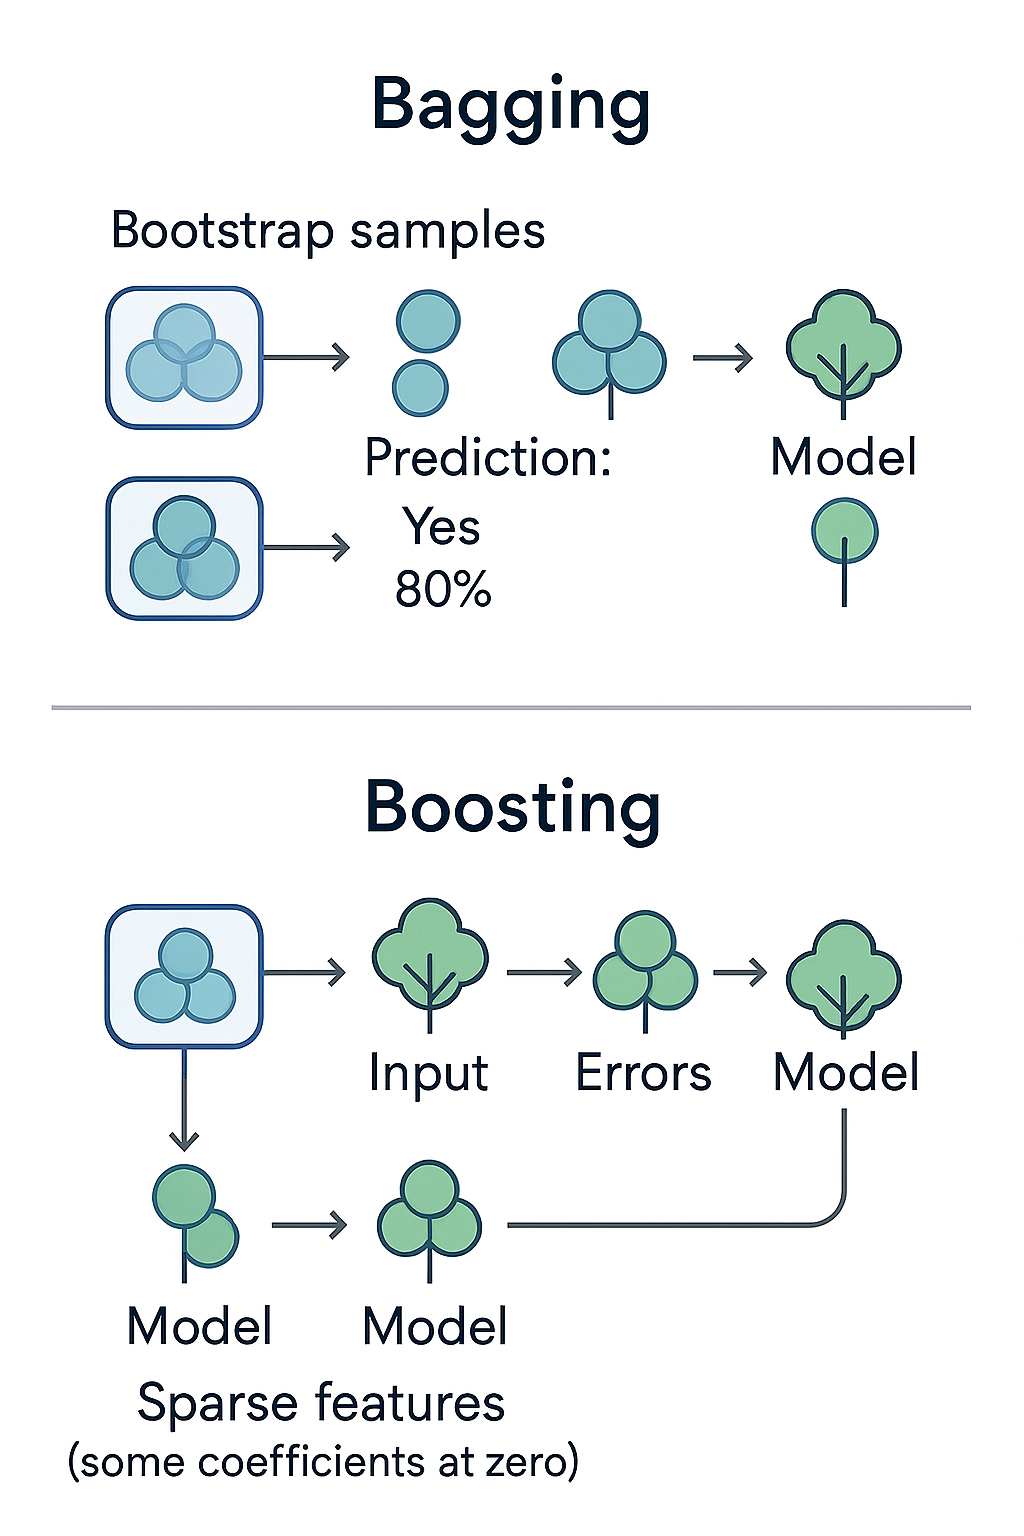 Bagging
Bootstrap samples
Prediction:
Yes
80%
Model
Boosting
Input
Errors
Model
Model
Model
Sparse features
(some coefficients at zero)